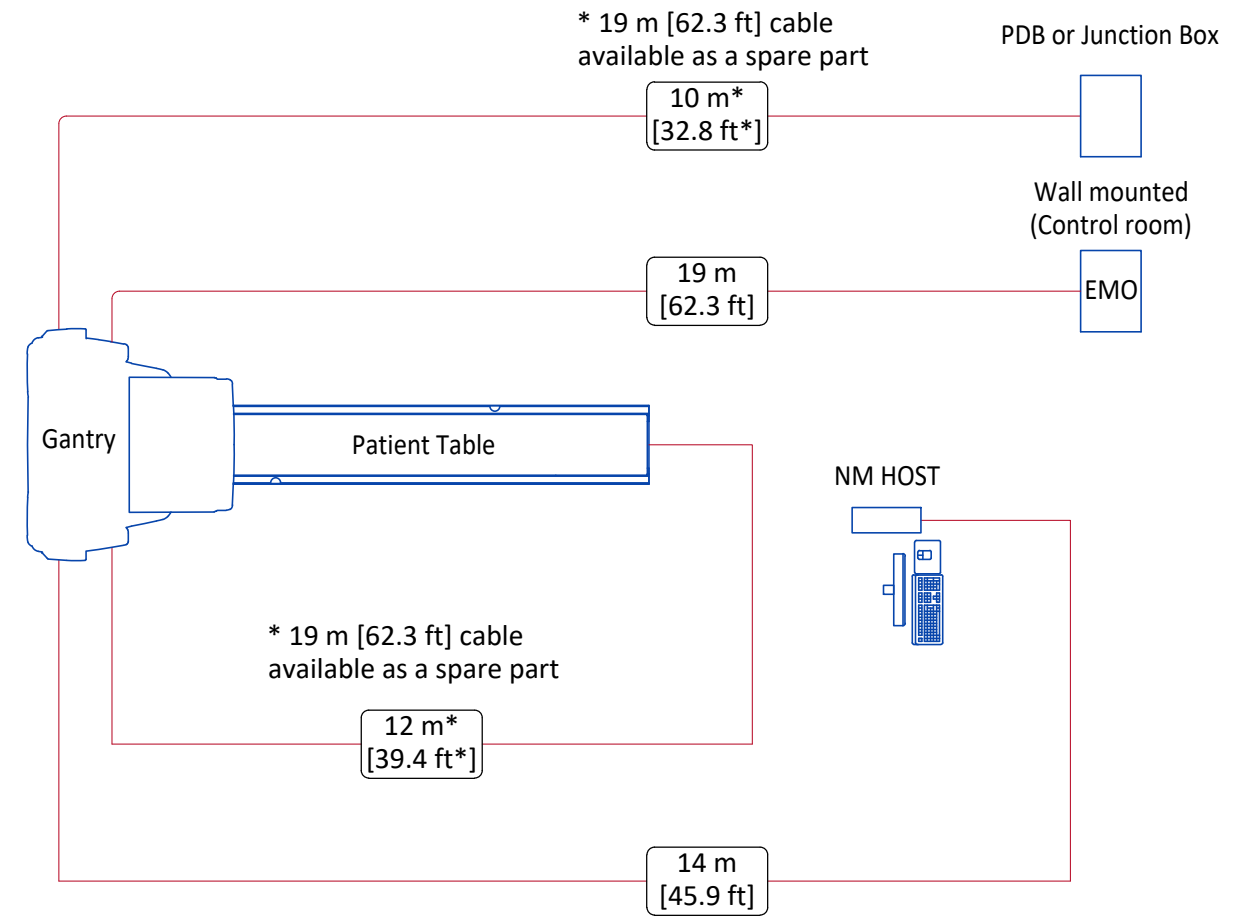 * 19 m [62.3 ft] cable
available as a spare part
PDB or Junction Box
10 m*
[32.8 ft*]
Wall mounted
(Control room)
19 m
[62.3 ft]
EMO
Gantry
Patient Table
NM HOST
* 19 m [62.3 ft] cable
available as a spare part
12 m*
[39.4 ft*]
14 m
[45.9 ft]